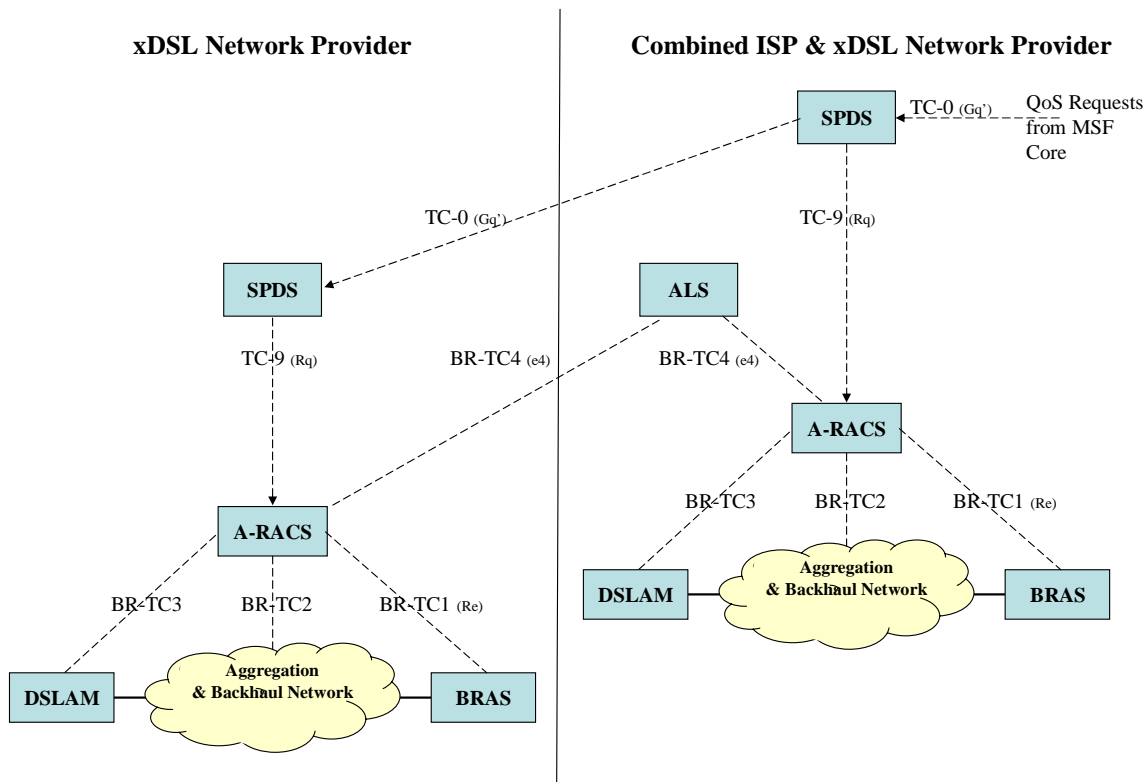 xDSL Network Provider
Combined ISP & xDSL Network Provider
SPDS
TC-0 (Gq’)
QoS Requests
from MSF
Core
TC-0 (Gq’)
TC-9 (Rq)
SPDS
ALS
TC-9 (Rq)
BR-TC4 (e4)
BR-TC4 (e4)
A-RACS
BR-TC3
BR-TC2
BR-TC1 (Re)
A-RACS
Aggregation
& Backhaul Network
DSLAM
BRAS
BR-TC3
BR-TC2
BR-TC1 (Re)
Aggregation
& Backhaul Network
DSLAM
BRAS